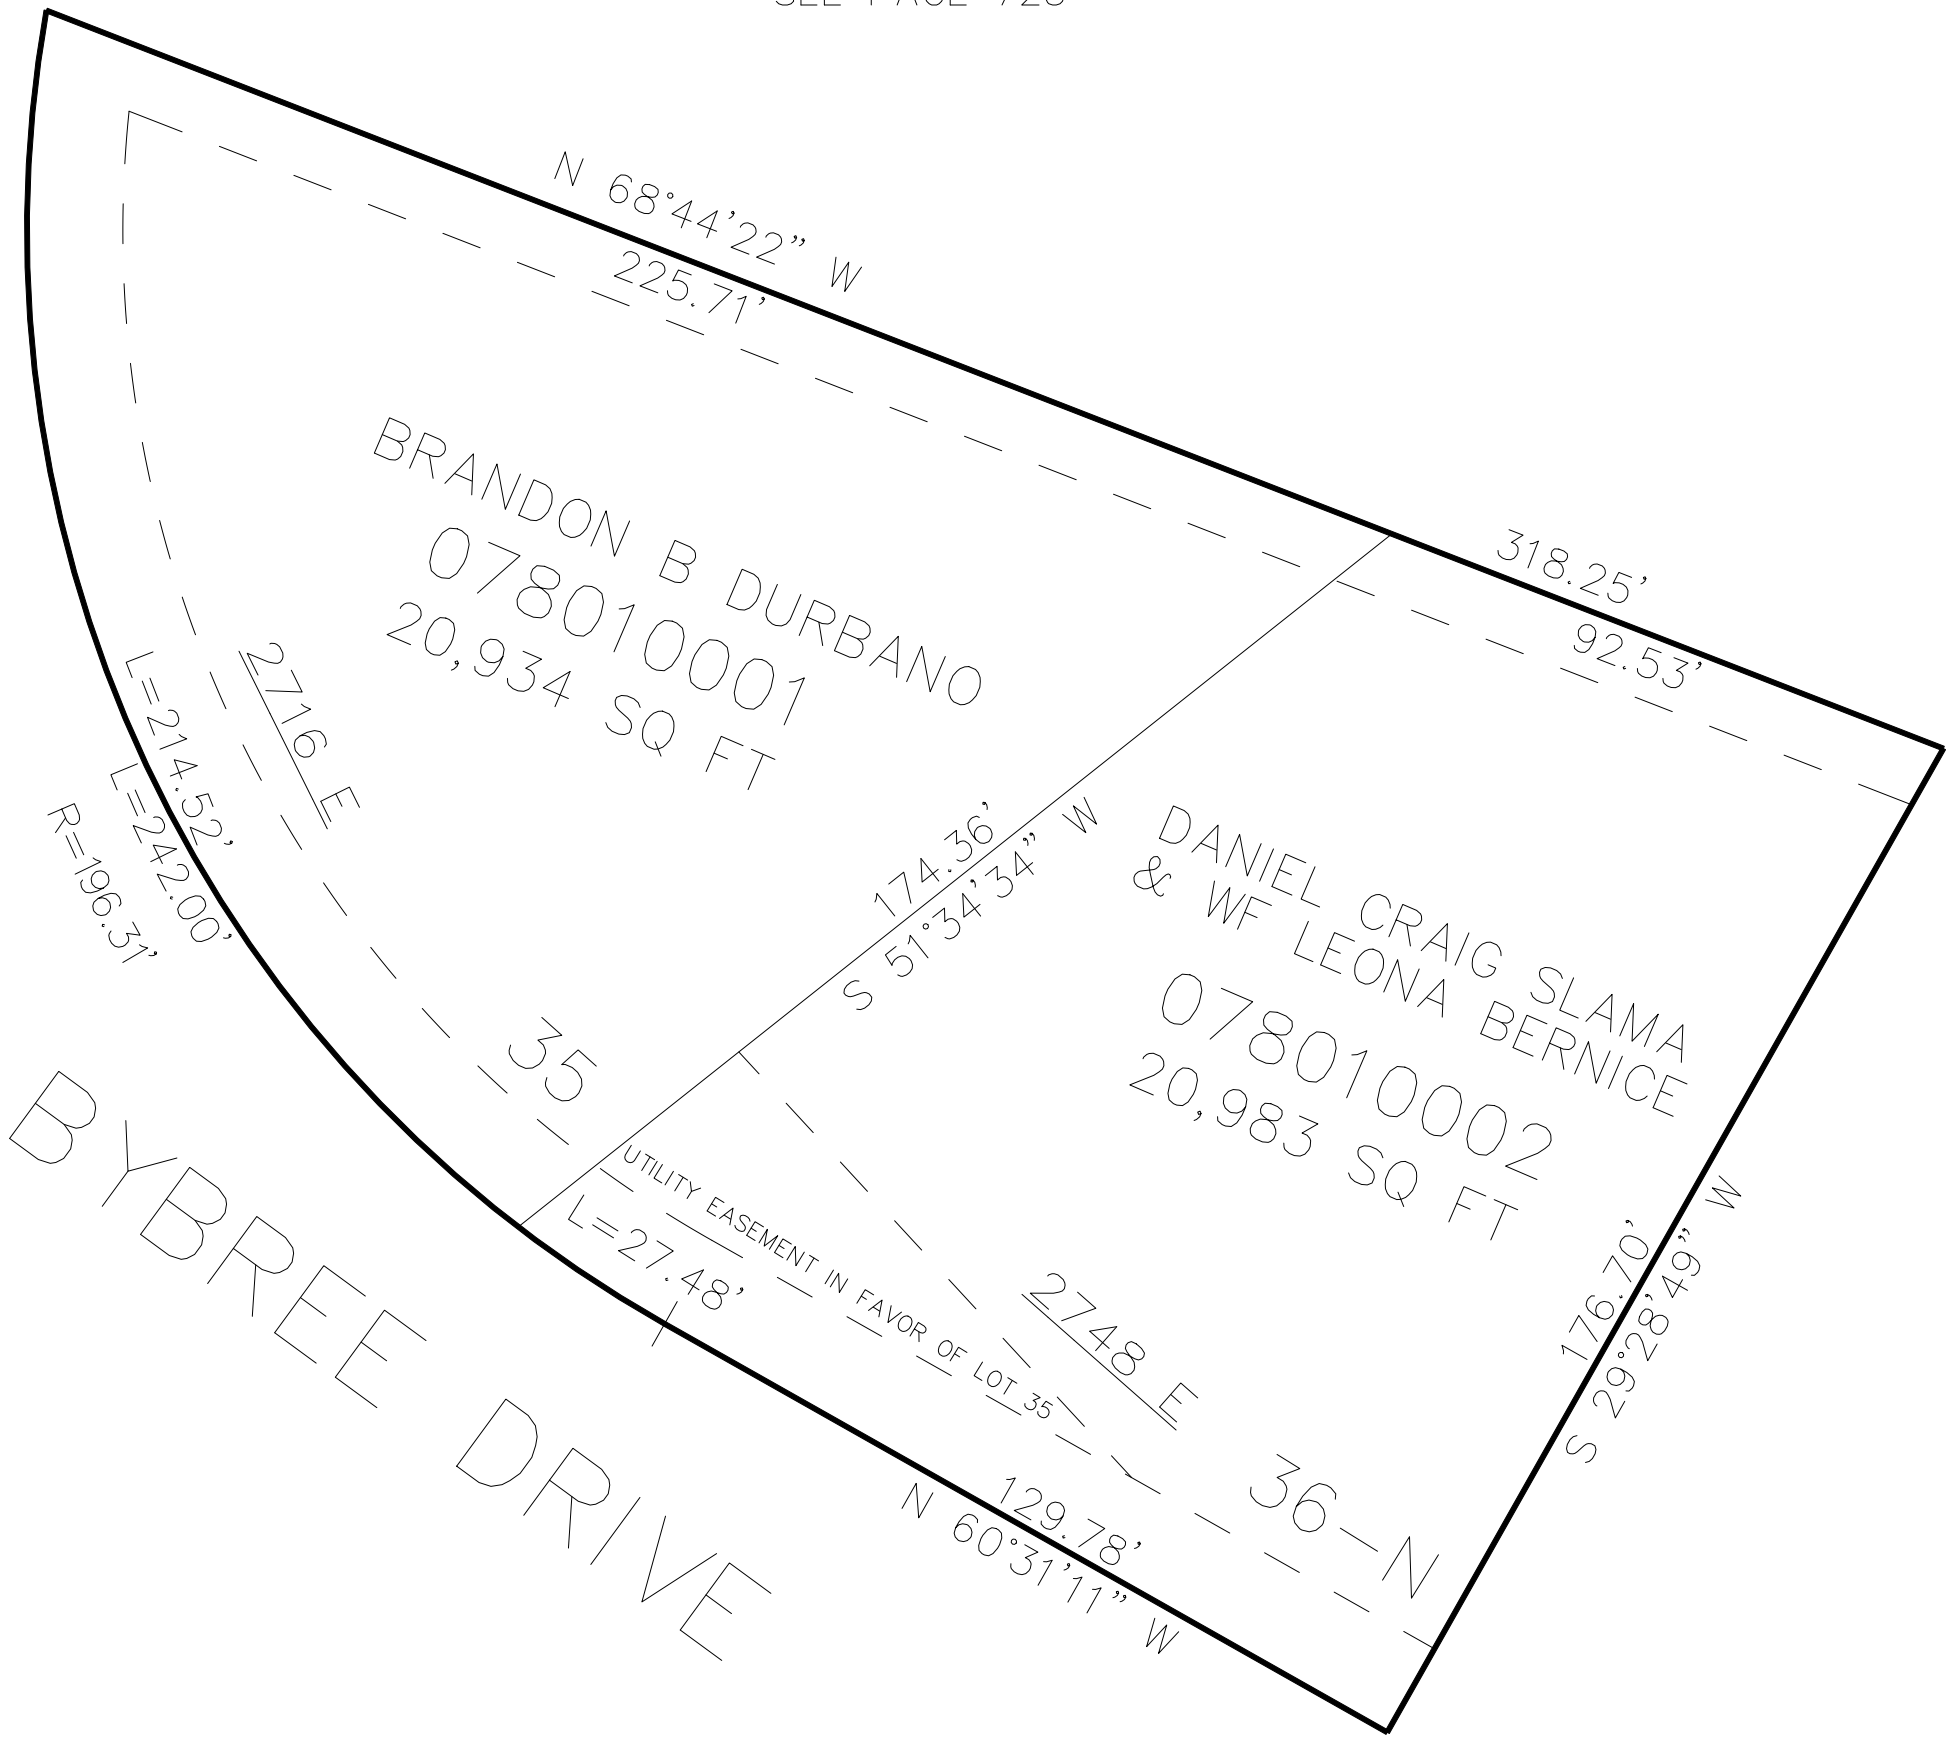 N 68°44'22" W
225.71'
318.25'
92.53'
BRANDON B DURBANO
078010001
20,934 SQ FT
2716 E
L=214.52'
L=242.00'
R=196.31'
35
174.36'
S 51°34'34" W
DANIEL CRAIG SLAMA
& WF LEONA BERNICE
078010002
20,983 SQ FT
176.70'
S 29°28'49" W
UTILITY EASEMENT IN FAVOR OF LOT 35
L=27.48'
2748 E
36-N
129.78'
N 60°31'11" W
BYBREE DRIVE